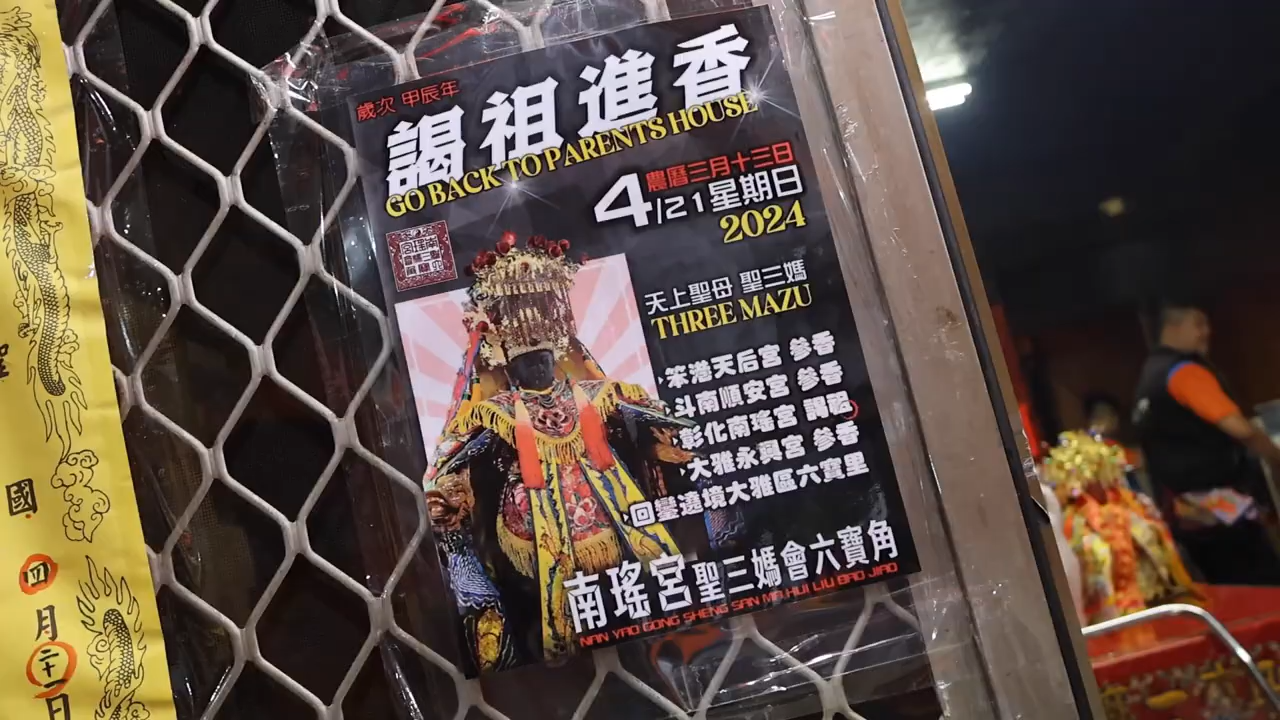 歲次 甲辰年
謁祖進香
GO BACK TO PARENTS HOUSE
農曆三月十三日
4/21星期日
2024
天上聖母 聖三媽
THREE MAZU
笨港天后宮 參香
斗南順安宮 參香
彰化南瑤宮 謁祖
大雅永興宮 參香
回鑾遶境大雅區六寶里
南瑤宮聖三媽會六寶角
NAN YAO GONG SHENG SAN MA HUI LIU BAO JIAO
國
四月二十一日